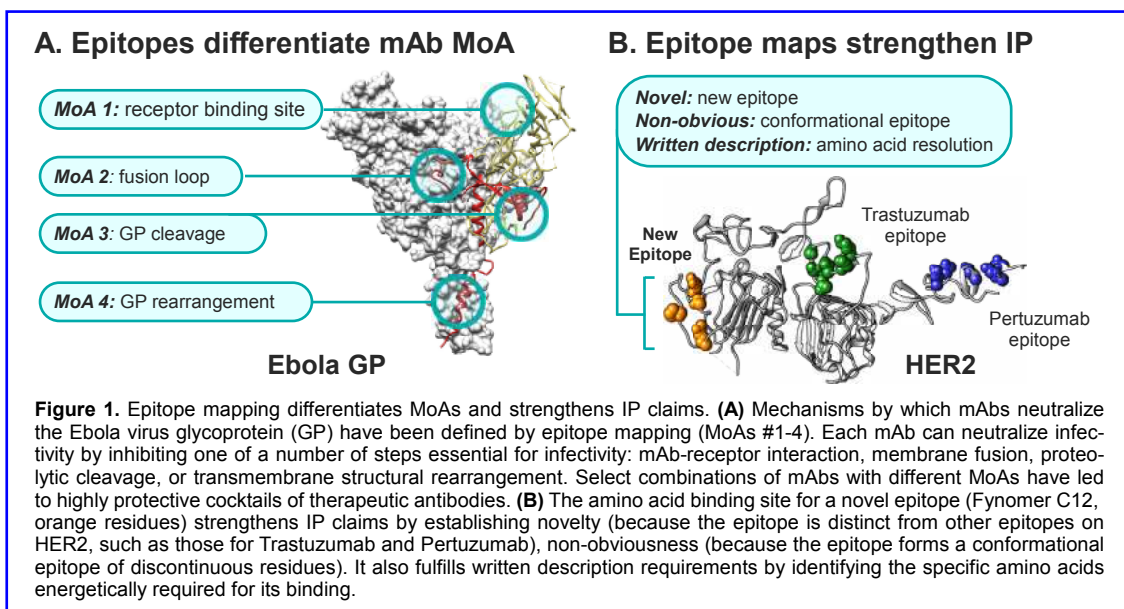 A. Epitopes differentiate mAb MoA
MoA 1: receptor binding site
MoA 2: fusion loop
MoA 3: GP cleavage
MoA 4: GP rearrangement
Ebola GP
B. Epitope maps strengthen IP
Novel: new epitope
Non-obvious: conformational epitope
Written description: amino acid resolution
New
Epitope
Trastuzumab
epitope
Pertuzumab
epitope
HER2
Figure 1. Epitope mapping differentiates MoAs and strengthens IP claims. (A) Mechanisms by which mAbs neutralize
the Ebola virus glycoprotein (GP) have been defined by epitope mapping (MoAs #1-4). Each mAb can neutralize infec-
tivity by inhibiting one of a number of steps essential for infectivity: mAb-receptor interaction, membrane fusion, proteo-
lytic cleavage, or transmembrane structural rearrangement. Select combinations of mAbs with different MoAs have led
to highly protective cocktails of therapeutic antibodies. (B) The amino acid binding site for a novel epitope (Fynomer C12,
orange residues) strengthens IP claims by establishing novelty (because the epitope is distinct from other epitopes on
HER2, such as those for Trastuzumab and Pertuzumab), non-obviousness (because the epitope forms a conformational
epitope of discontinuous residues). It also fulfills written description requirements by identifying the specific amino acids
energetically required for its binding.